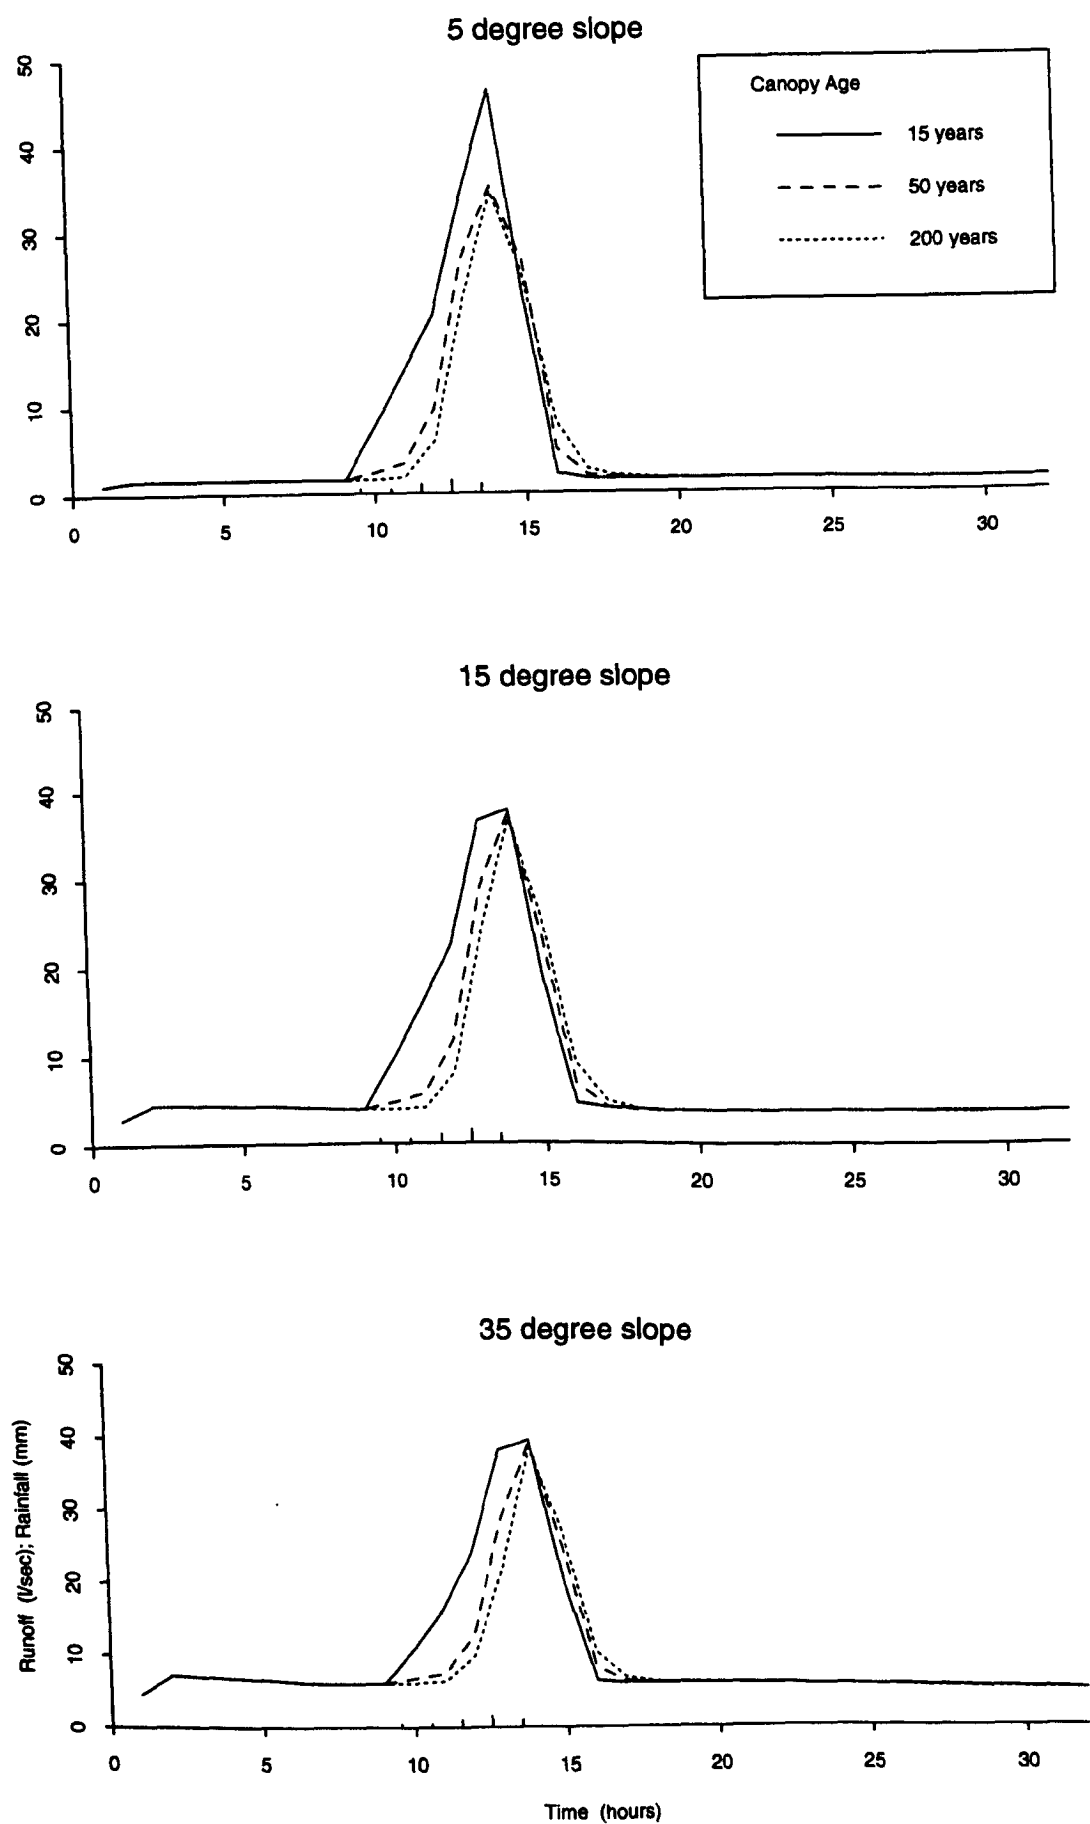 5 degree slope
Canopy Age
15 years
50 years
200 years
50
40
30
20
10
0
0 5 10 15 20 25 30
15 degree slope
50
40
30
20
10
0
0 5 10 15 20 25 30
35 degree slope
Runoff (l/sec); Rainfall (mm)
50
40
30
20
10
0
0 5 10 15 20 25 30
Time (hours)